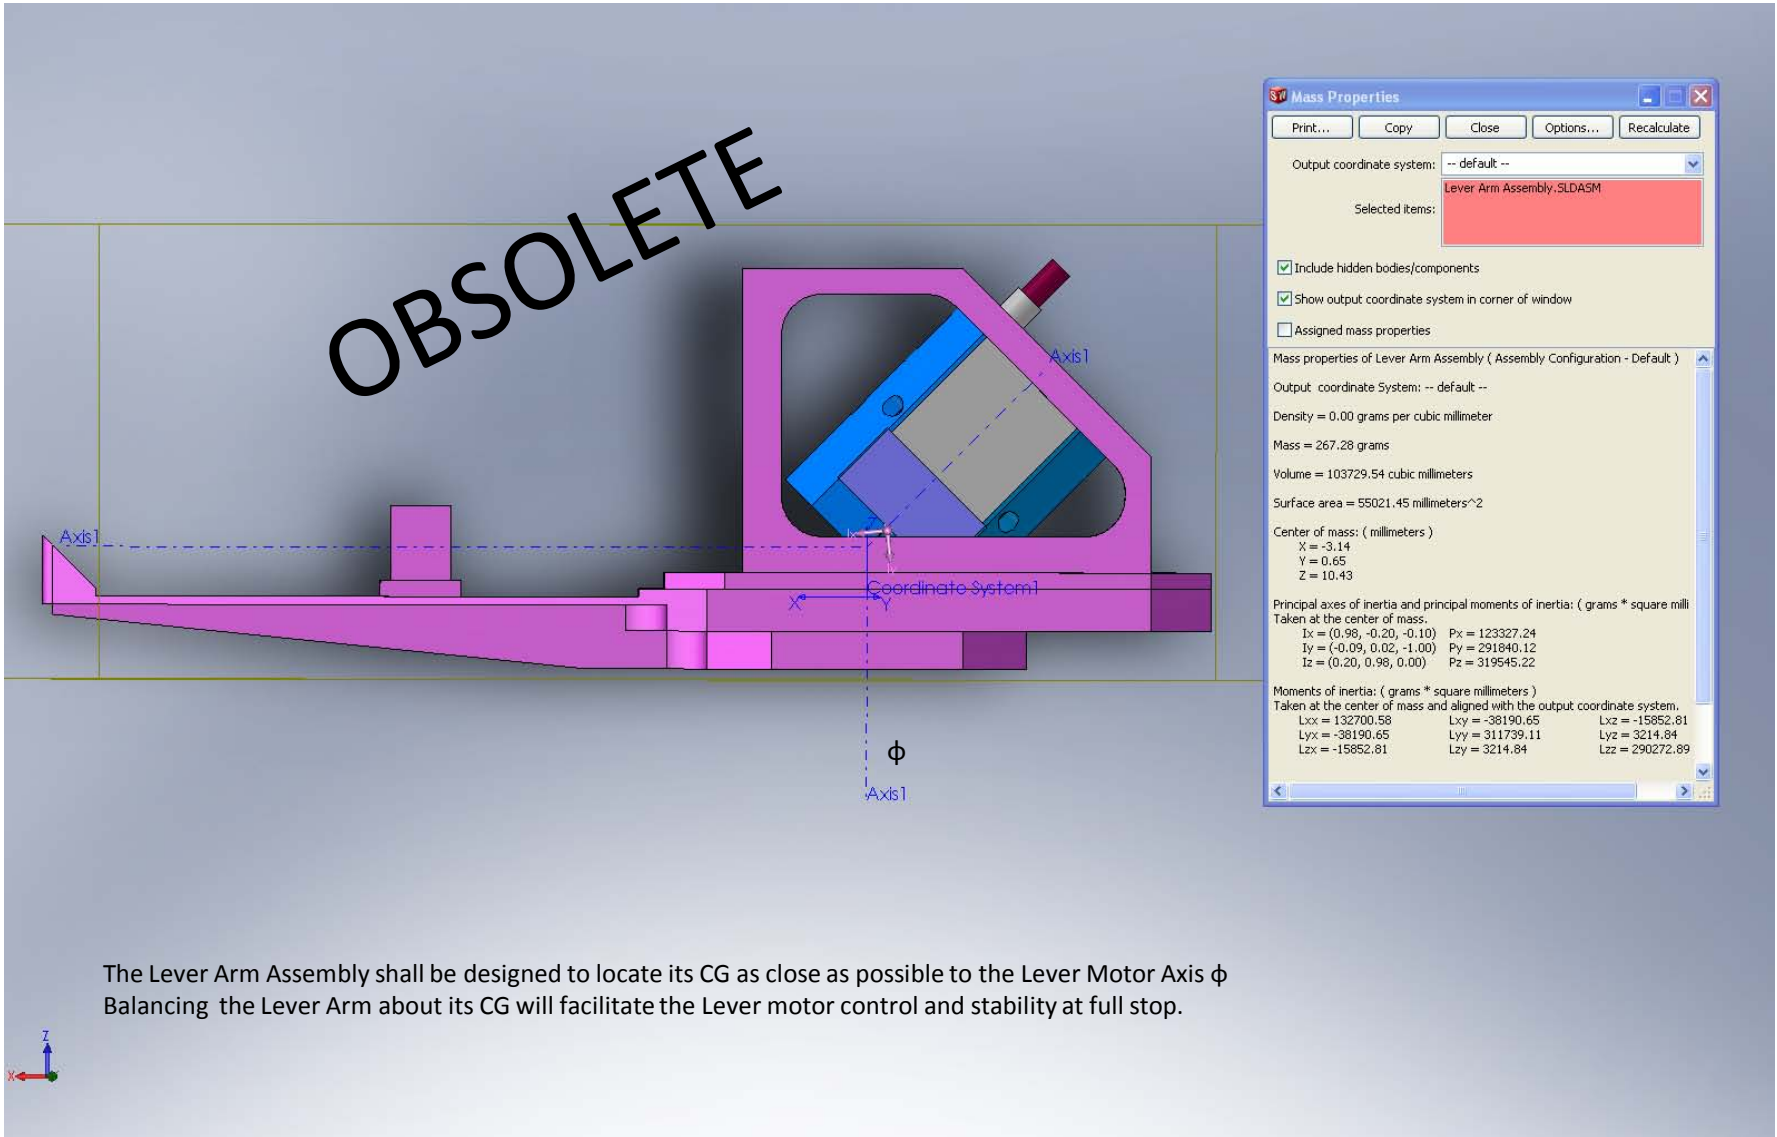 OBSOLETE
Mass Properties
Print... Copy Close Options... Recalculate
Output coordinate system: -- default --
Lever Arm Assembly.SLDASM
Selected items:
Include hidden bodies/components
Show output coordinate system in corner of window
Assigned mass properties
Mass properties of Lever Arm Assembly ( Assembly Configuration - Default )
Output coordinate System: -- default --
Density = 0.00 grams per cubic millimeter
Mass = 267.28 grams
Volume = 103729.54 cubic millimeters
Surface area = 55021.45 millimeters^2
Center of mass: ( millimeters )
X = -3.14
Y = 0.65
Z = 10.43
Principal axes of inertia and principal moments of inertia: ( grams * square milli
Taken at the center of mass.
Ix = (0.98, -0.20, -0.10) Px = 123327.24
Iy = (-0.09, 0.02, -1.00) Py = 291840.12
Iz = (0.20, 0.98, 0.00) Pz = 319545.22
Moments of inertia: ( grams * square millimeters )
Taken at the center of mass and aligned with the output coordinate system.
Lxx = 132700.58 Lxy = -38190.65 Lxz = -15852.81
Lyx = -38190.65 Lyy = 311739.11 Lyz = 3214.84
Lzx = -15852.81 Lzy = 3214.84 Lzz = 290272.89
Axis1
Axis1
Z
Coordinate System1
X Y
ϕ
Axis1
The Lever Arm Assembly shall be designed to locate its CG as close as possible to the Lever Motor Axis ϕ
Balancing the Lever Arm about its CG will facilitate the Lever motor control and stability at full stop.
Z
X